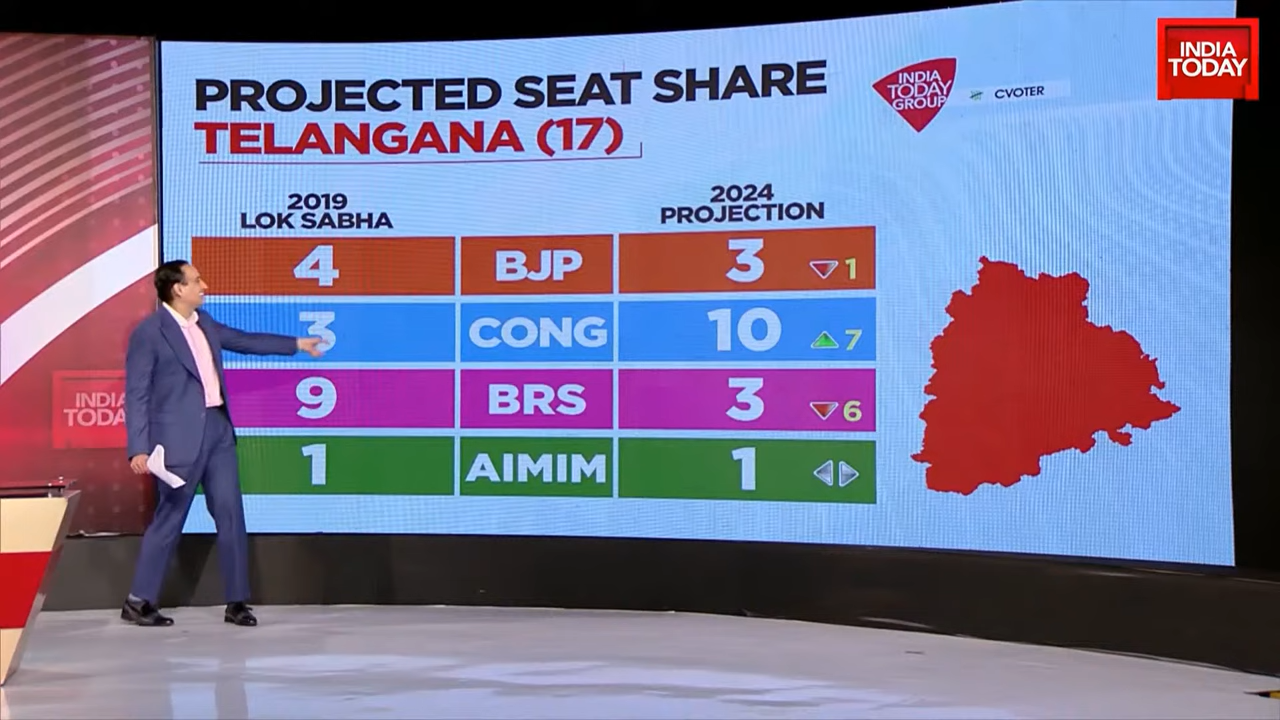 INDIA
TODAY
PROJECTED SEAT SHARE
TELANGANA (17)
INDIA
TODAY
GROUP
CVOTER
2019
LOK SABHA
2024
PROJECTION
4 BJP 3 1
3 CONG 10 7
9 BRS 3 6
1 AIMIM 1
INDIA
TODAY